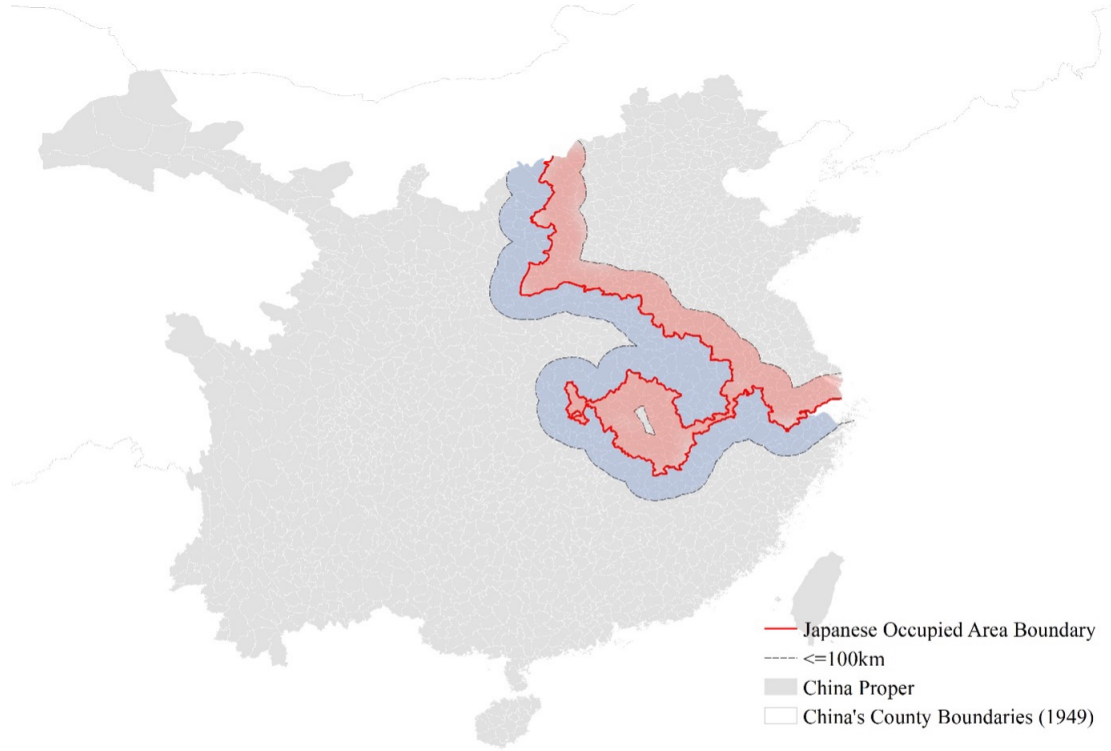 Japanese Occupied Area Boundary
<=100km
China Proper
China's County Boundaries (1949)